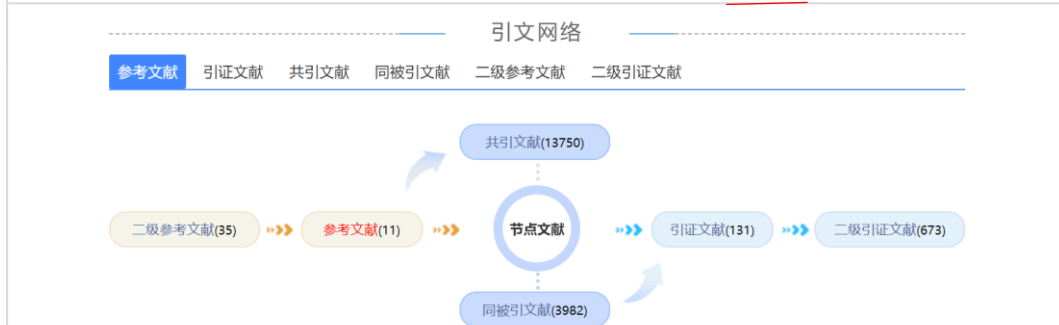 引文网络
参考文献 引证文献 共引文献 同被引文献 二级参考文献 二级引证文献
共引文献(13750)
二级参考文献(35) 参考文献(11) 节点文献 引证文献(131) 二级引证文献(673)
同被引文献(3982)